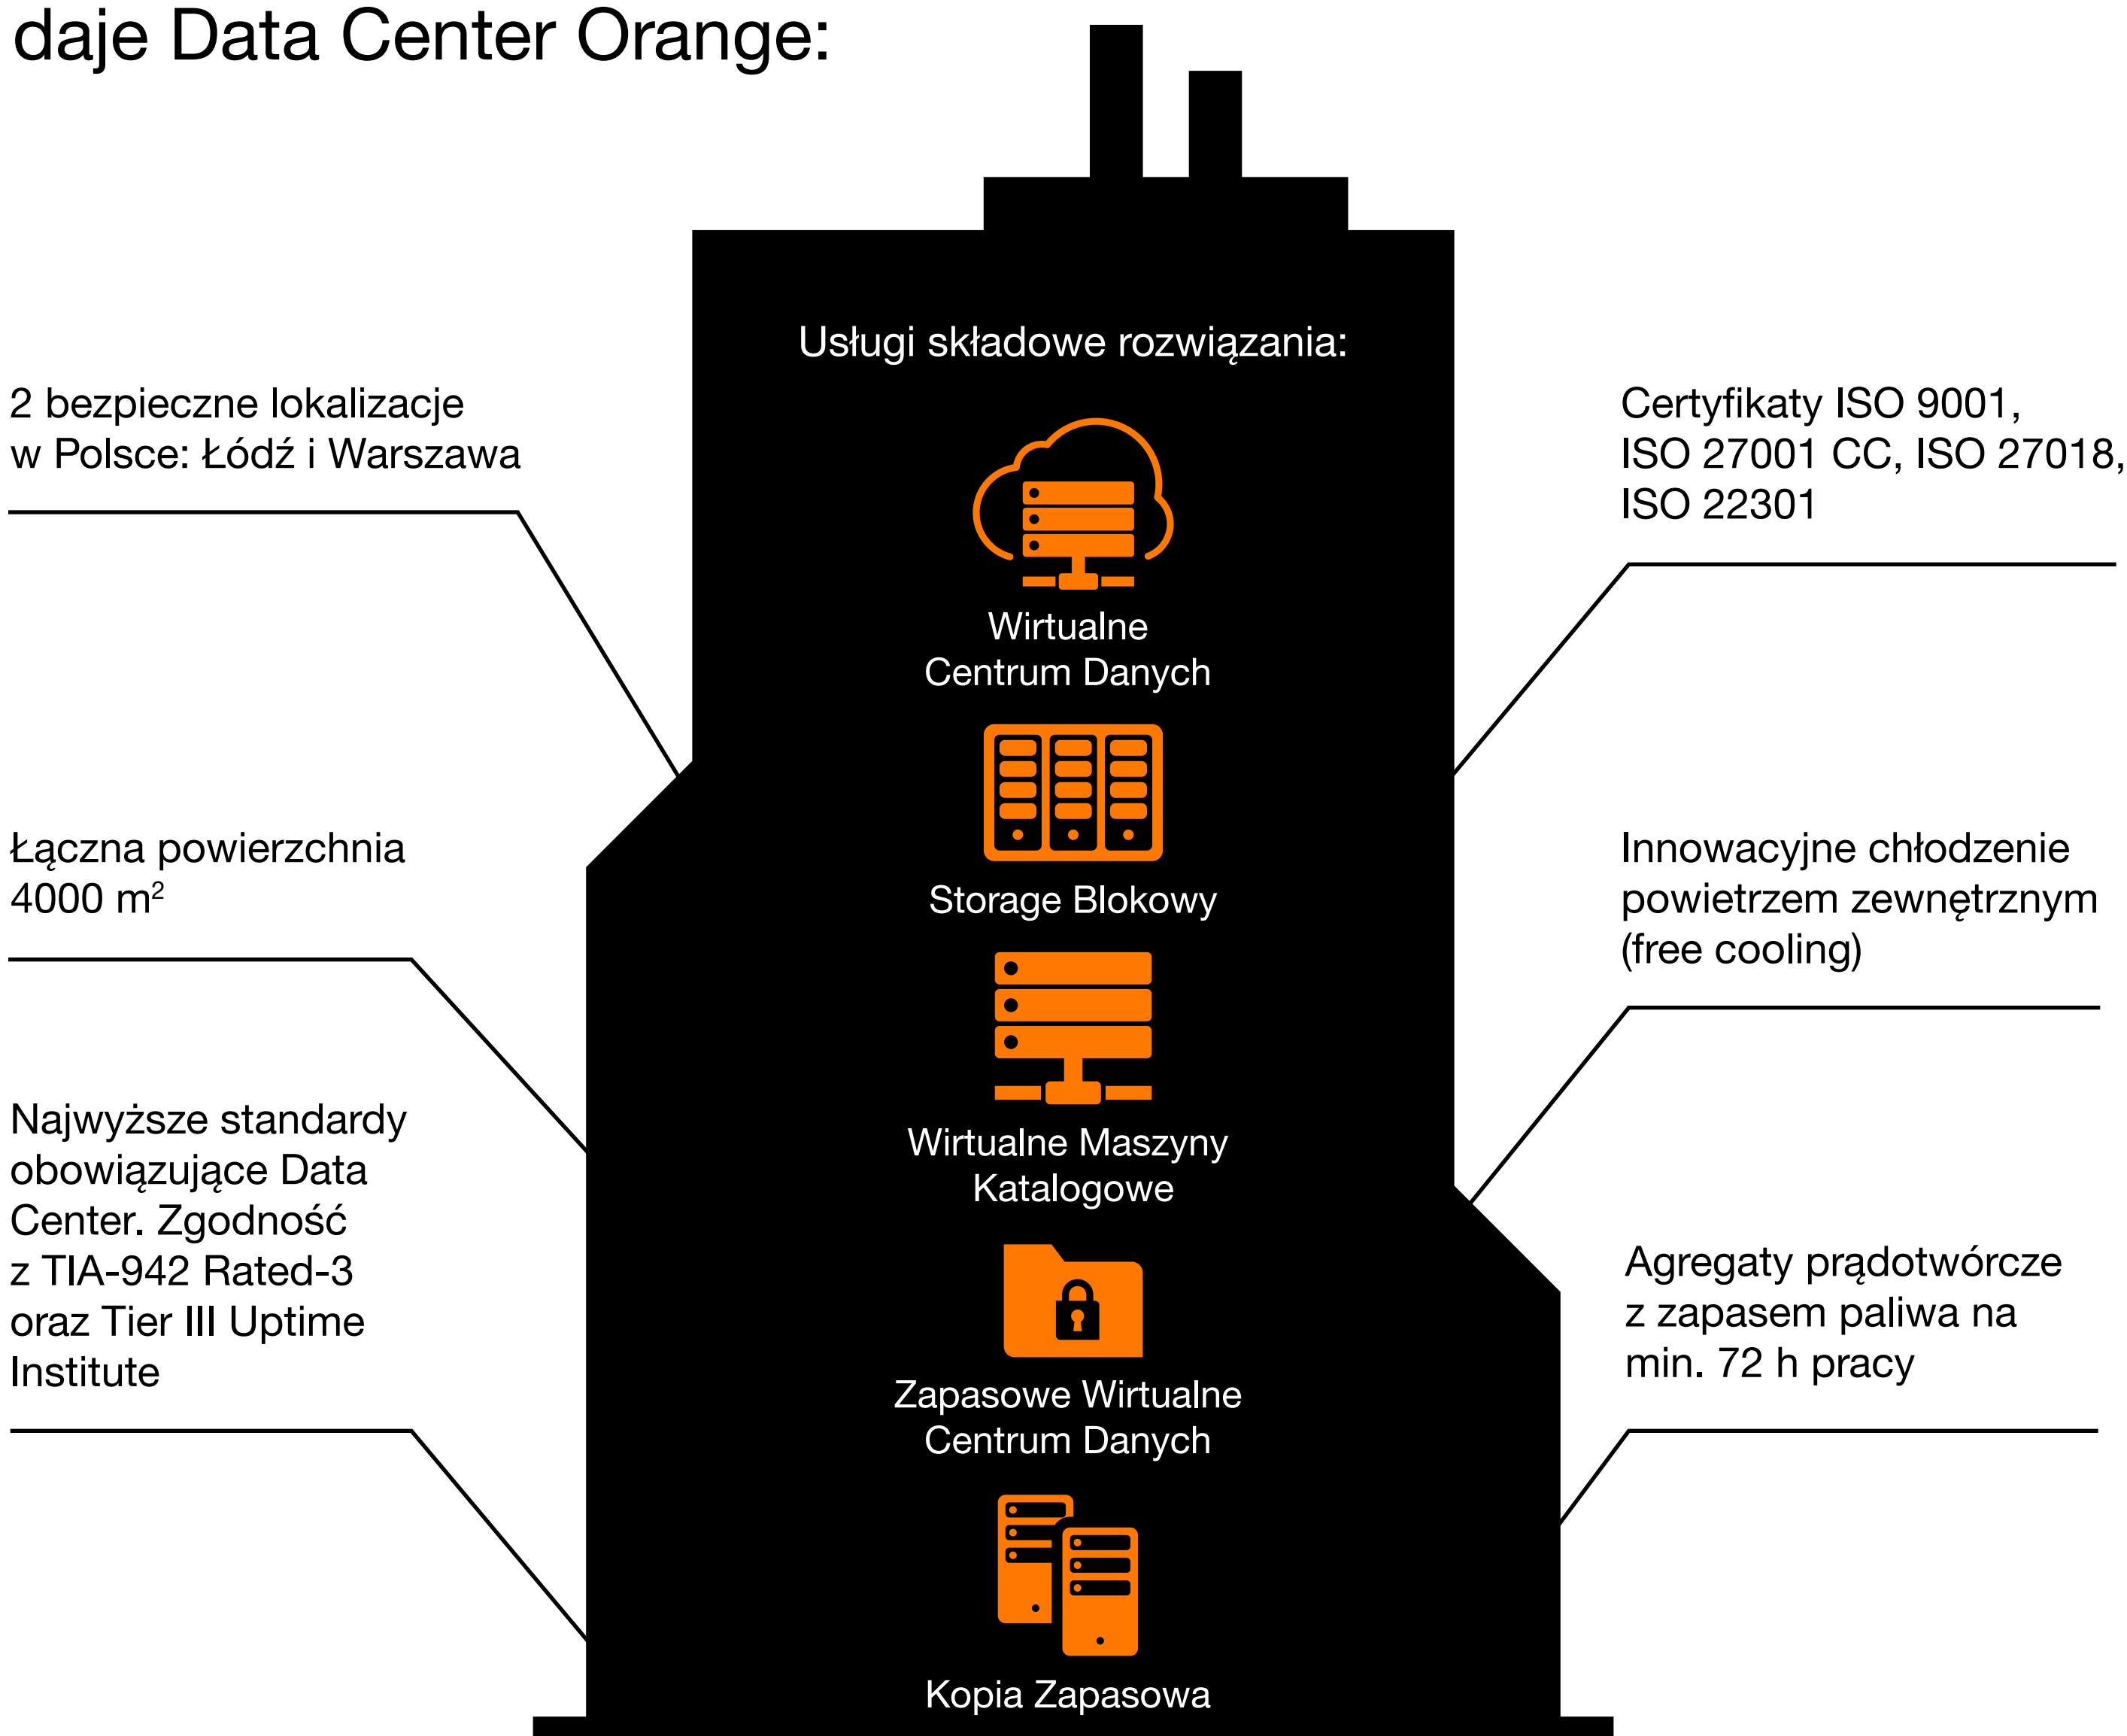 daje Data Center Orange:
Usługi składowe rozwiązania:
2 bezpieczne lokalizacje
w Polsce: Łódź i Warszawa
Łączna powierzchnia
4000 m²
Najwyższe standardy
obowiązujące Data
Center. Zgodność
z TIA-942 Rated-3
oraz Tier III Uptime
Institute
Wirtualne
Centrum Danych
Storage Blokowy
Wirtualne Maszyny
Katalogowe
Zapasowe Wirtualne
Centrum Danych
Kopia Zapasowa
Certyfikaty ISO 9001,
ISO 27001 CC, ISO 27018,
ISO 22301
Innowacyjne chłodzenie
powietrzem zewnętrznym
(free cooling)
Agregaty prądotwórcze
z zapasem paliwa na
min. 72 h pracy